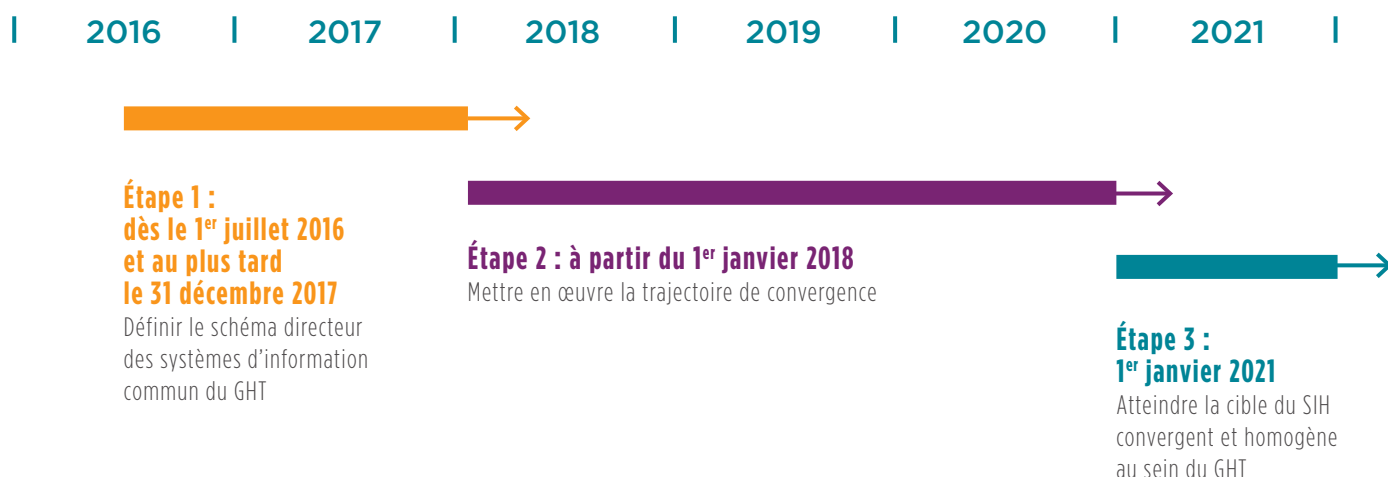 2016 2017 2018 2019 2020 2021
Étape 1 :
dès le 1er juillet 2016
et au plus tard
le 31 décembre 2017
Définir le schéma directeur
des systèmes d’information
commun du GHT
Étape 2 : à partir du 1er janvier 2018
Mettre en œuvre la trajectoire de convergence
Étape 3 :
1er janvier 2021
Atteindre la cible du SIH
convergent et homogène
au sein du GHT